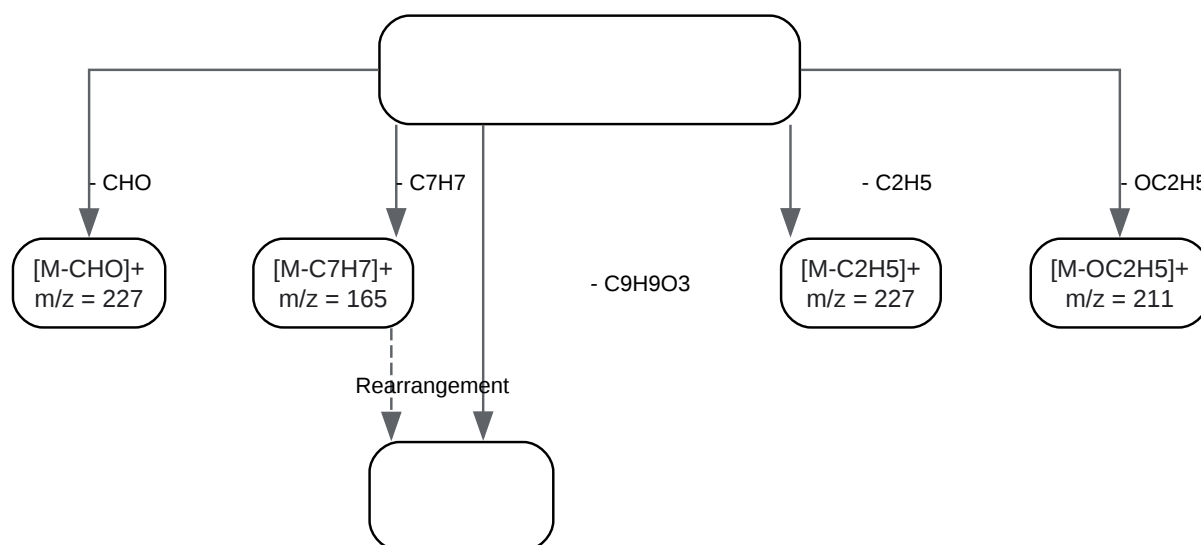 - CHO
- C7H7
- C2H5
- OC2H5
[M-CHO]+
m/z = 227
[M-C7H7]+
m/z = 165
- C9H9O3
[M-C2H5]+
m/z = 227
[M-OC2H5]+
m/z = 211
Rearrangement